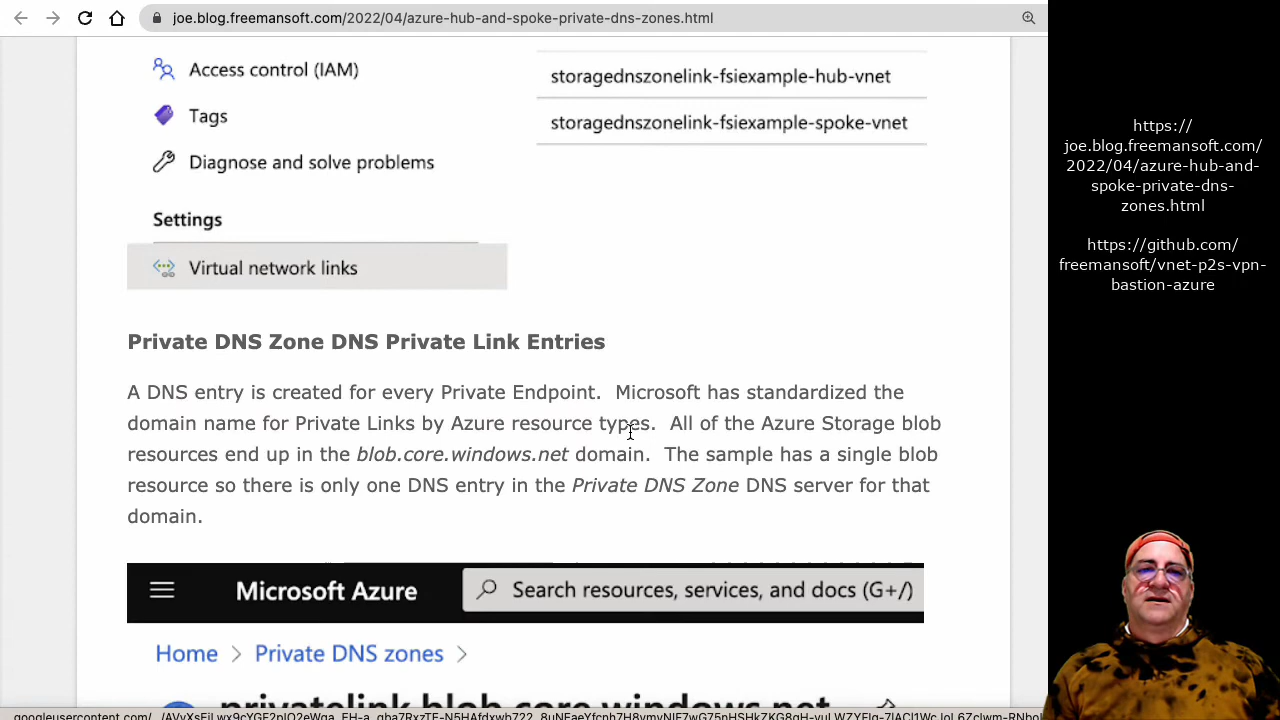 joe.blog.freemansoft.com/2022/04/azure-hub-and-spoke-private-dns-zones.html
Access control (IAM)
storagednszonelink-fsiexample-hub-vnet
Tags
storagednszonelink-fsiexample-spoke-vnet
Diagnose and solve problems
Settings
Virtual network links
Private DNS Zone DNS Private Link Entries
A DNS entry is created for every Private Endpoint. Microsoft has standardized the
domain name for Private Links by Azure resource types. All of the Azure Storage blob
resources end up in the blob.core.windows.net domain. The sample has a single blob
resource so there is only one DNS entry in the Private DNS Zone DNS server for that
domain.
Microsoft Azure
Search resources, services, and docs (G+/)
Home > Private DNS zones >
privatelink.blob.core.windows.net
https://
joe.blog.freemansoft.com/
2022/04/azure-hub-and-
spoke-private-dns-
zones.html
https://github.com/
freemansoft/vnet-p2s-vpn-
bastion-azure